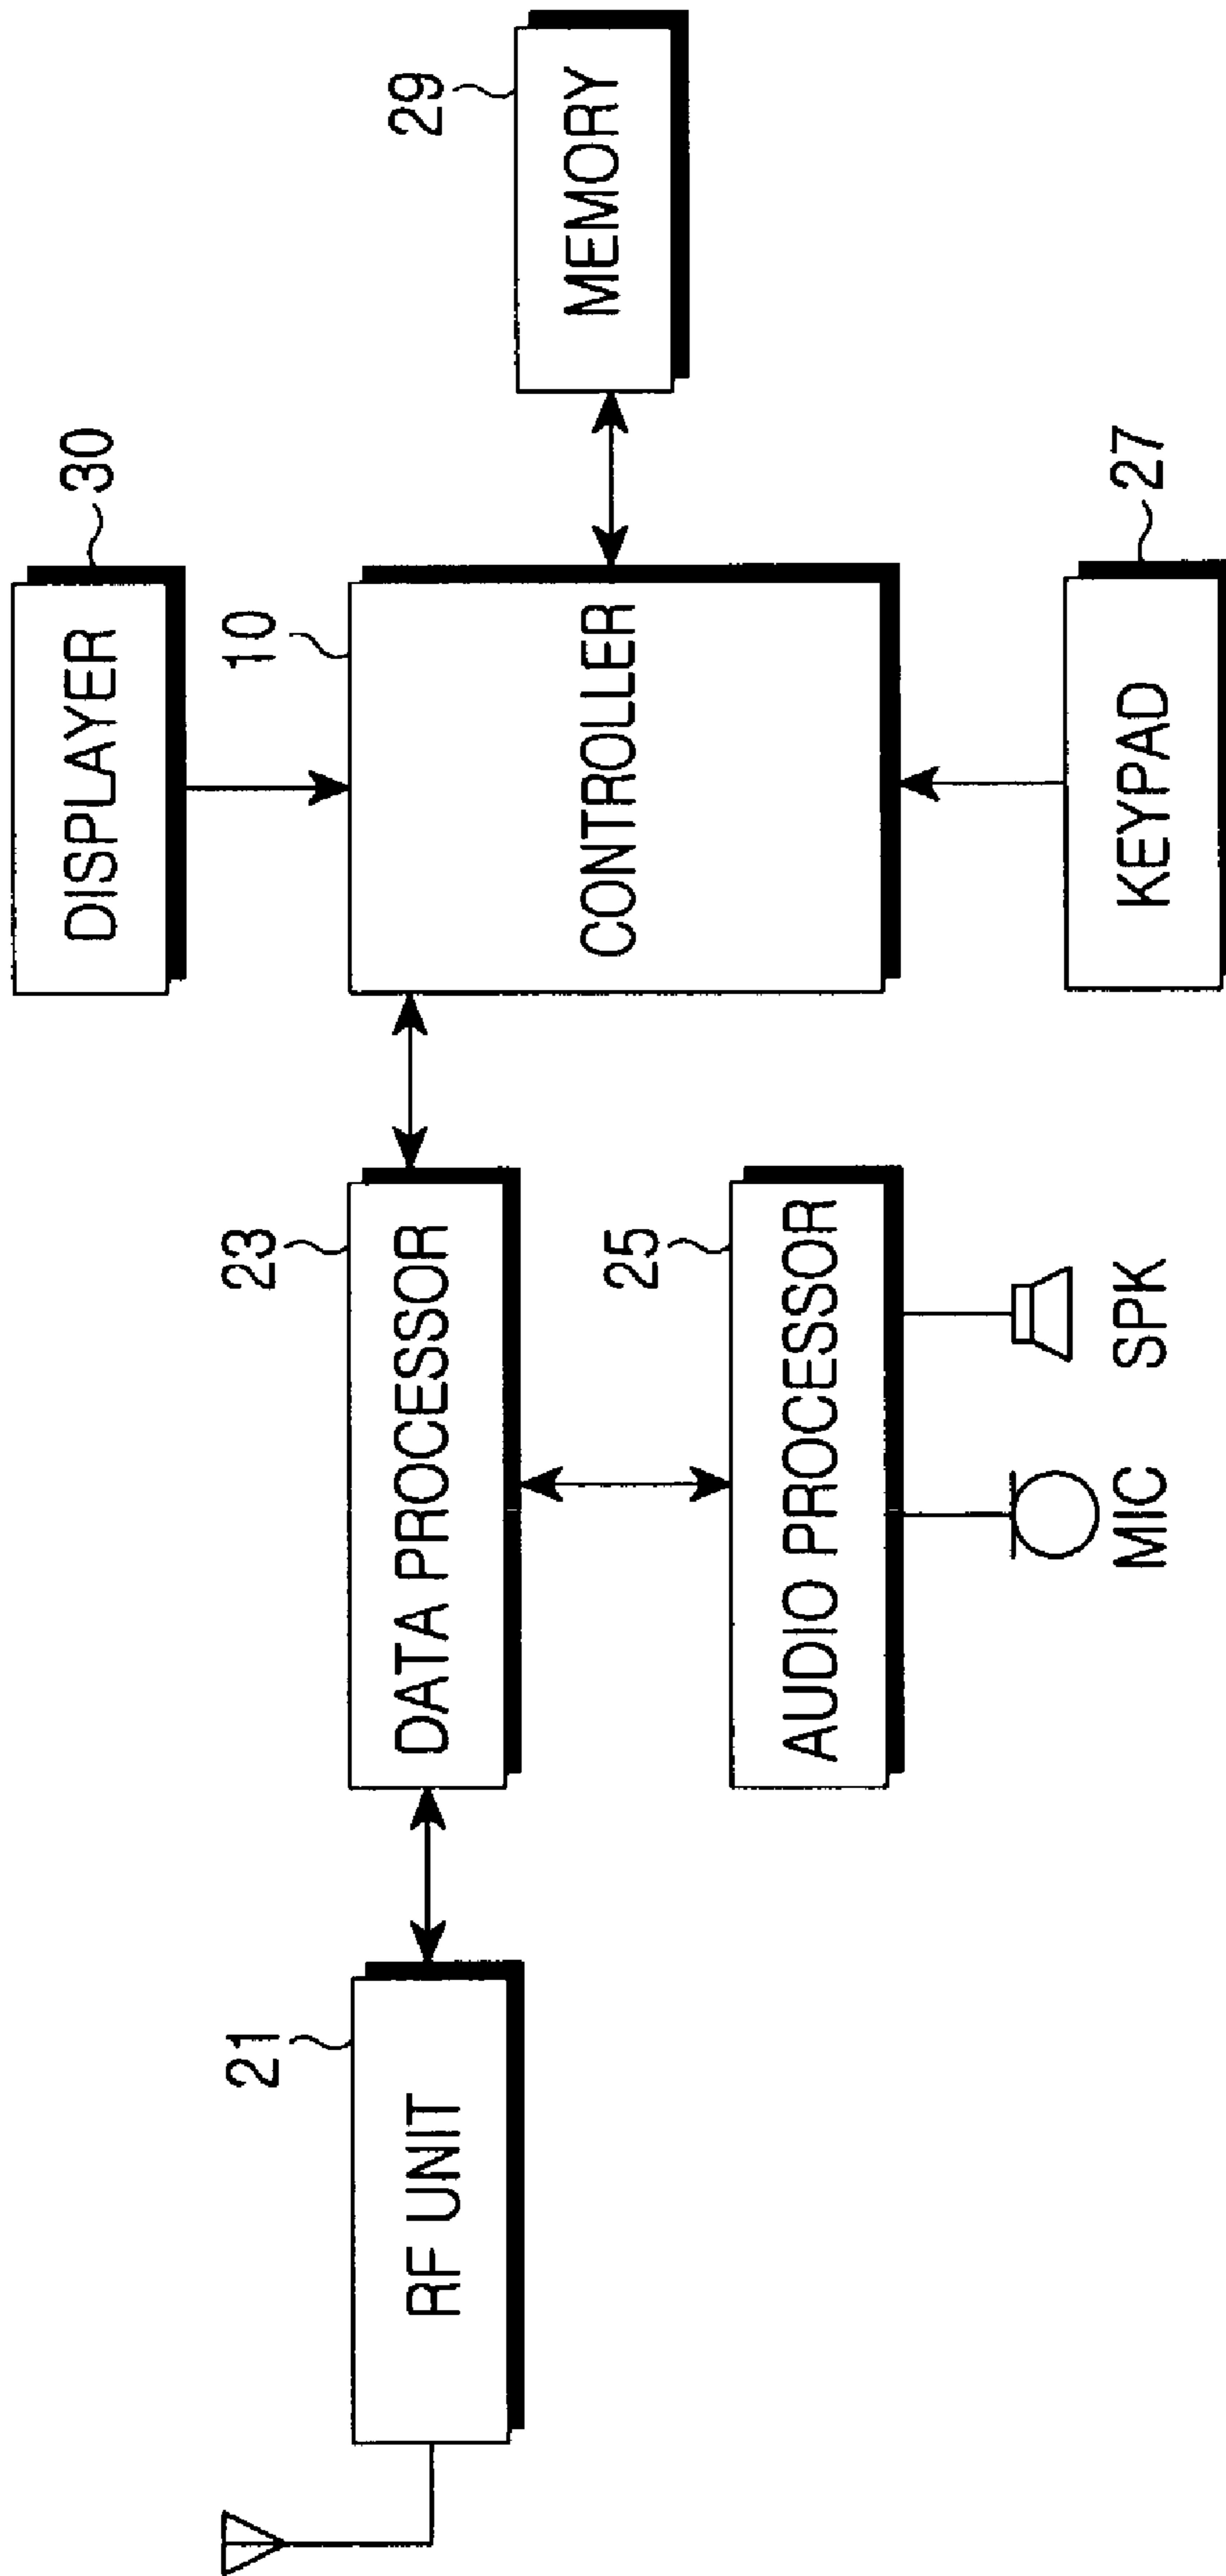 DISPLAYER
30
21
23
10
29
RF UNIT
DATA PROCESSOR
CONTROLLER
MEMORY
25
AUDIO PROCESSOR
MIC
SPK
KEYPAD
27